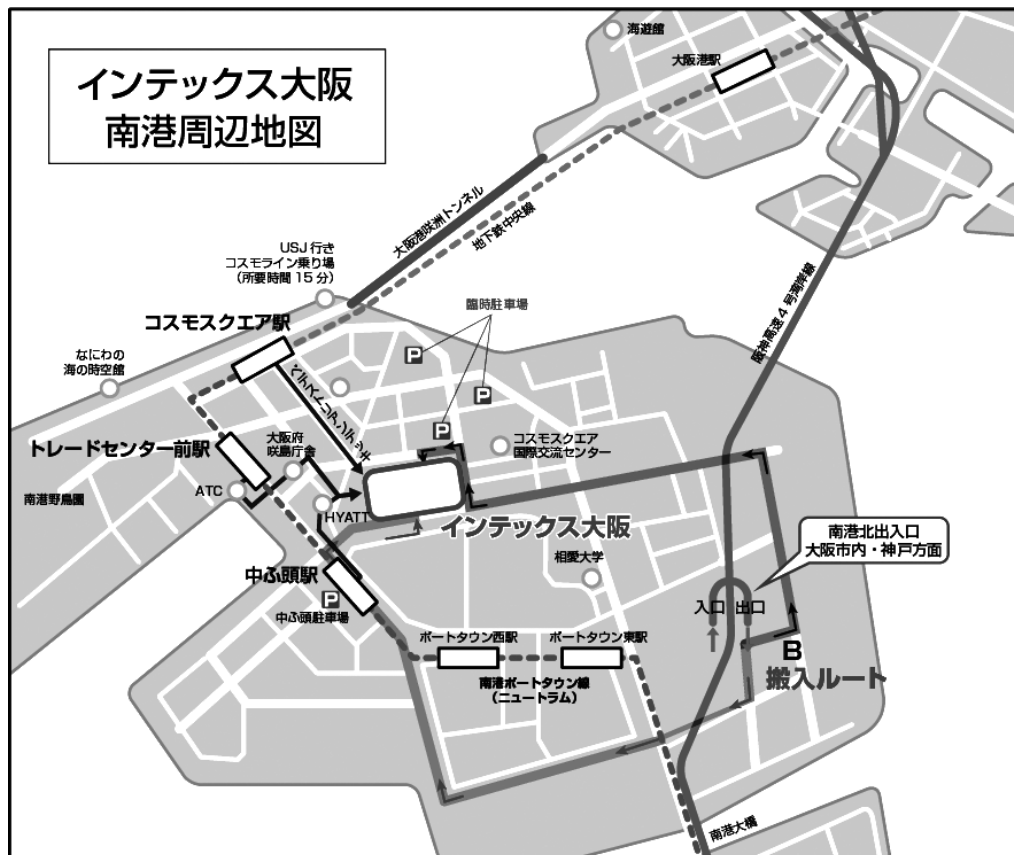 インテックス大阪
南港周辺地図
海遊館
大阪港駅
大阪港咲洲トンネル
地下鉄中央線
USJ行き
コスモライン乗り場
（所要時間15分）
阪神高速4号湾岸線
臨時駐車場
コスモスクエア駅
P
P
P
なにわの
海の時空館
ペデストリアンデッキ
トレードセンター前駅
大阪府
咲島庁舎
コスモスクエア
国際交流センター
ATC
南港野鳥園
HYATT
インテックス大阪
南港北出入口
大阪市内・神戸方面
相愛大学
中ふ頭駅
P
中ふ頭駐車場
入口
出口
ポートタウン西駅
ポートタウン東駅
B
搬入ルート
南港ポートタウン線
（ニュートラム）
南港大橋